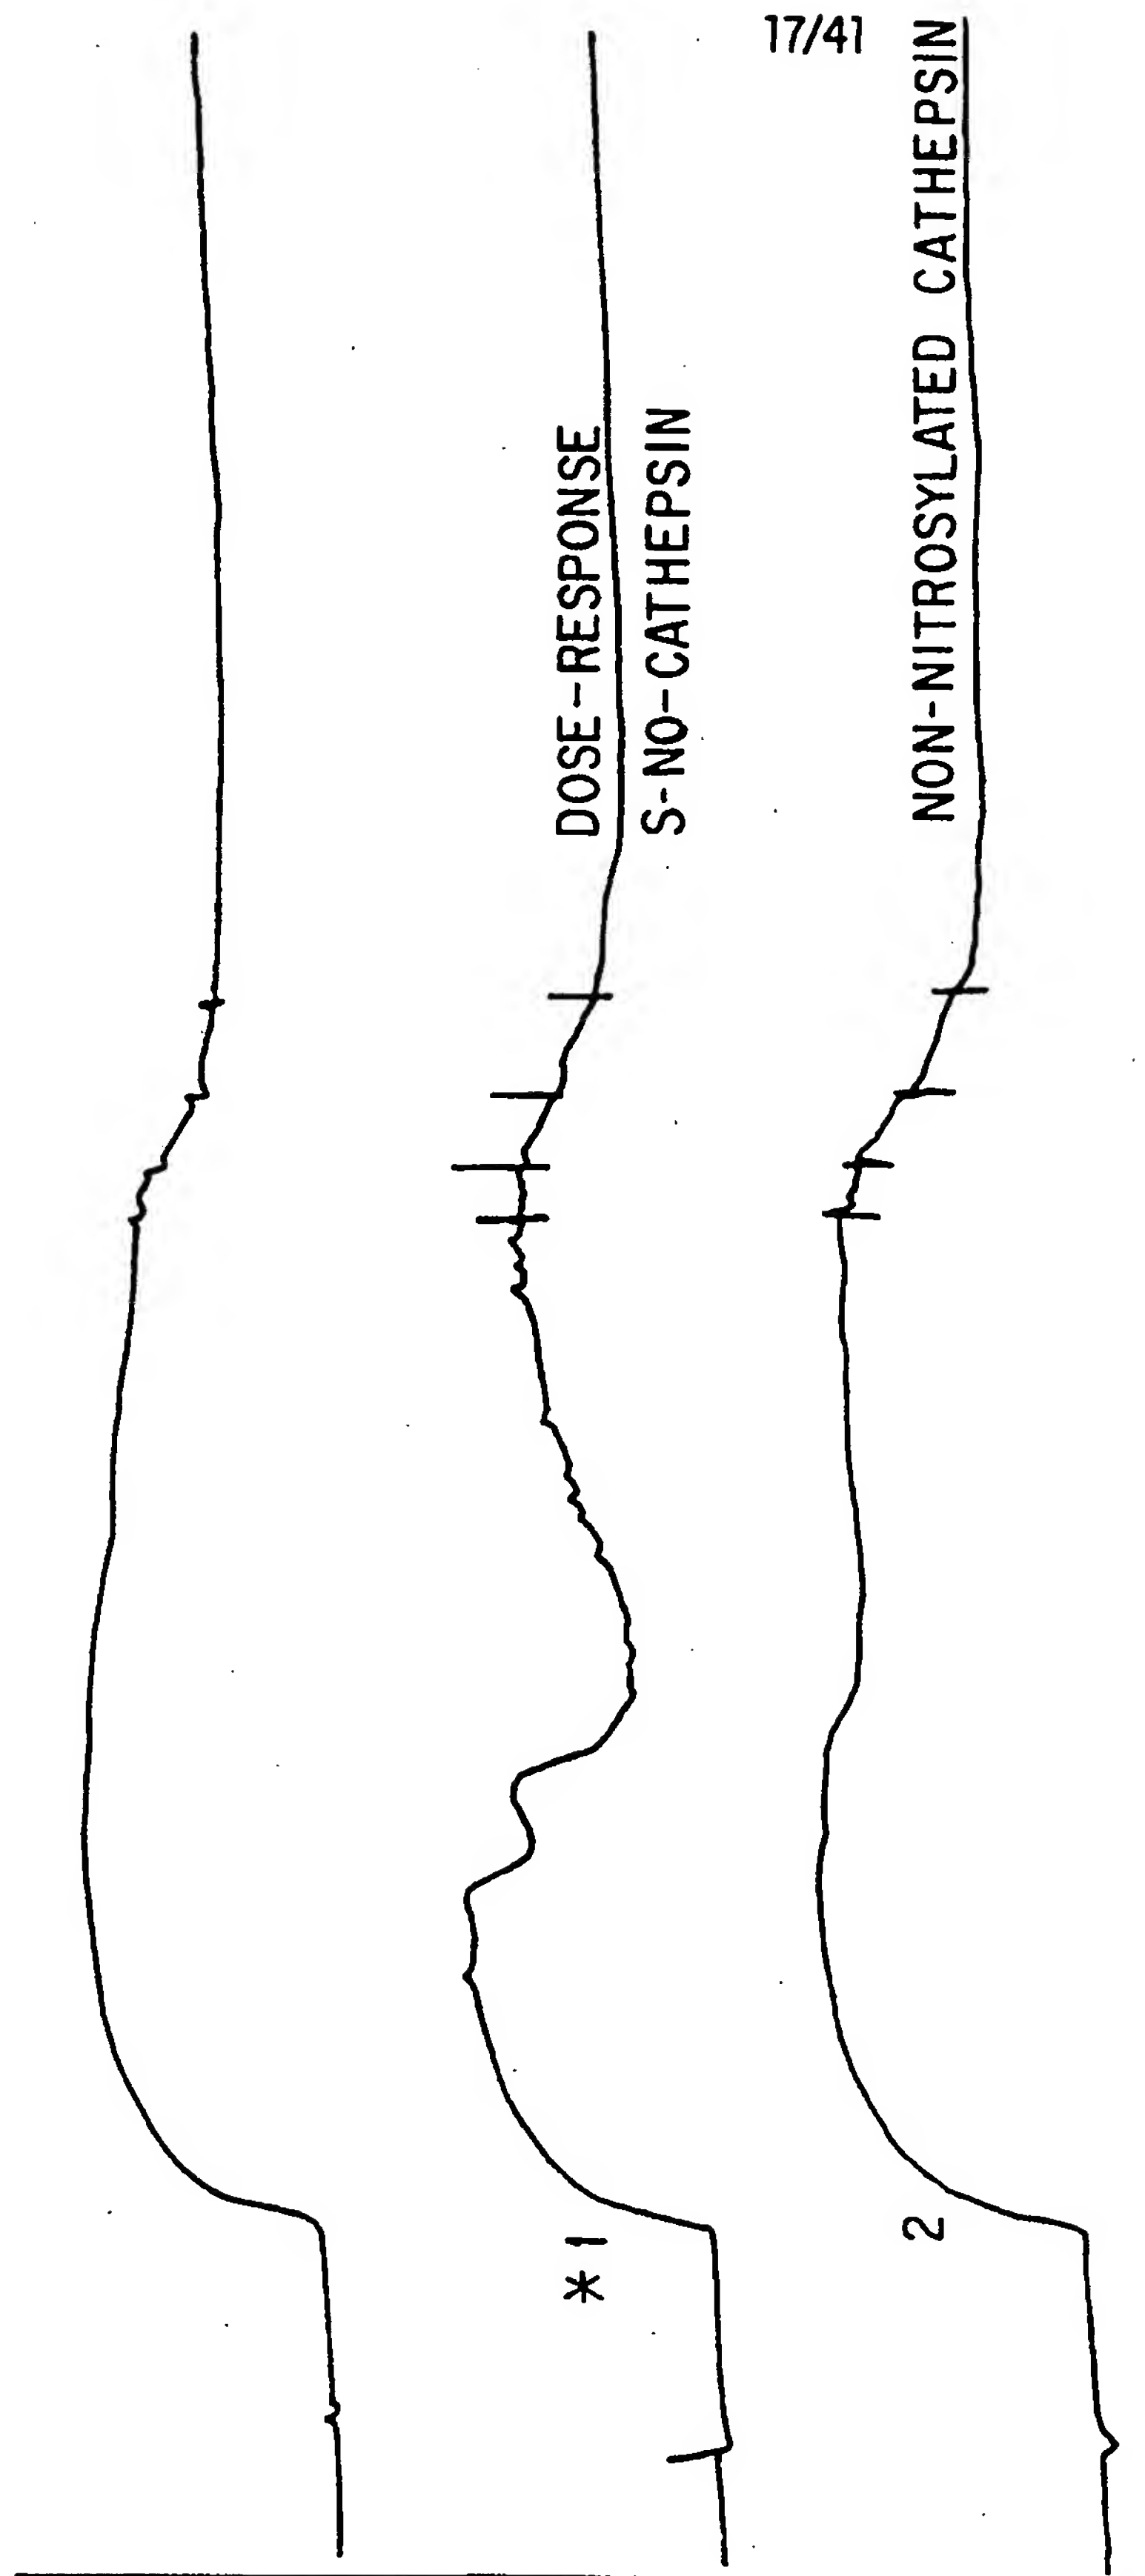 17/41
*1
DOSE-RESPONSE
S-NO-CATHEPSIN
2
NON-NITROSYLATED CATHEPSIN